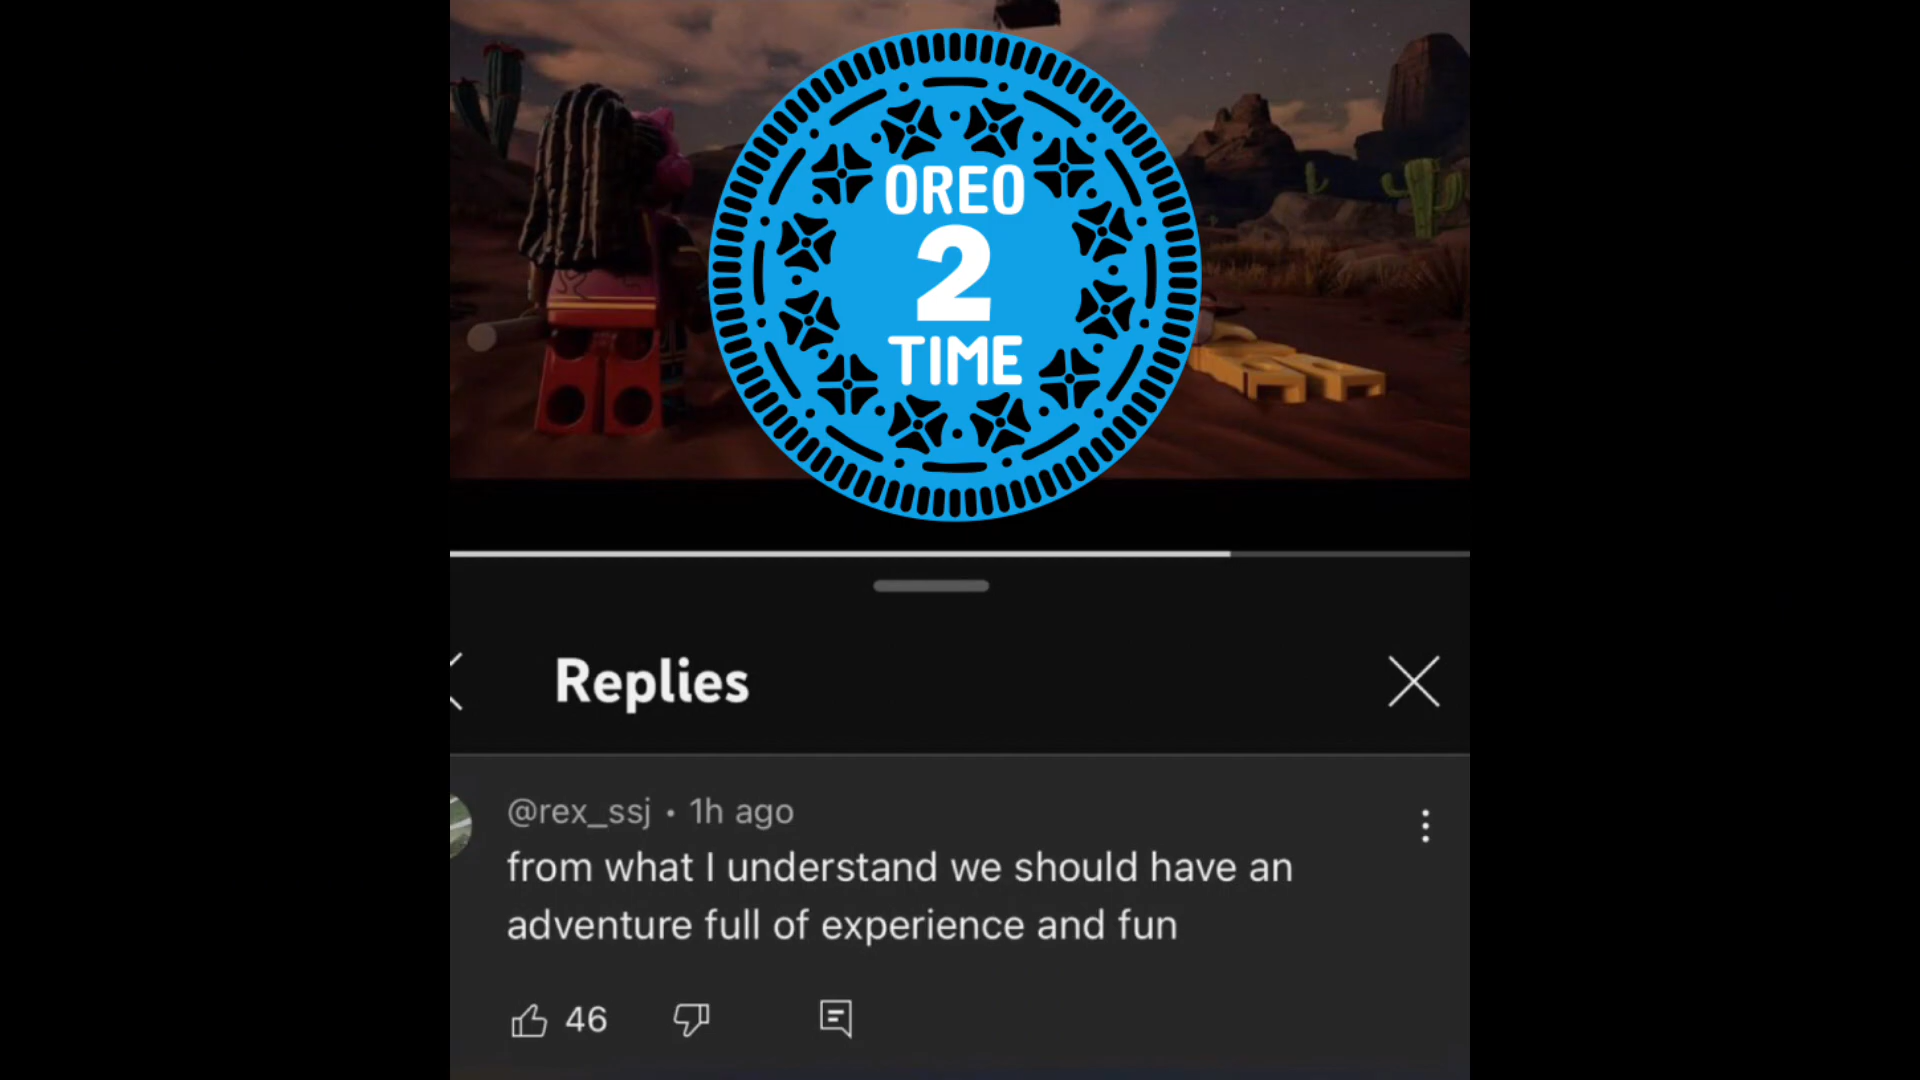 OREO
2
TIME
Replies
@rex_ssj • 1h ago
from what I understand we should have an
adventure full of experience and fun
46